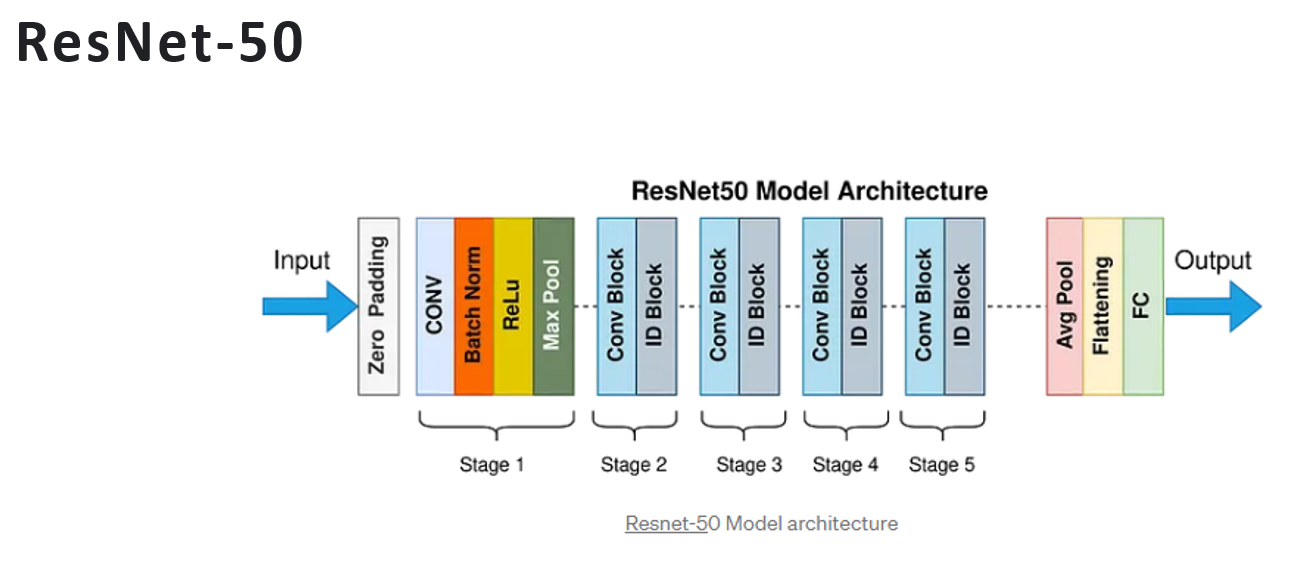 ResNet-50
ResNet50 Model Architecture
Input
Zero Padding
CONV
Batch Norm
ReLu
Max Pool
Conv Block
ID Block
Conv Block
ID Block
Conv Block
ID Block
Conv Block
ID Block
Avg Pool
Flattening
FC
Output
Stage 1
Stage 2
Stage 3
Stage 4
Stage 5
Resnet-50 Model architecture